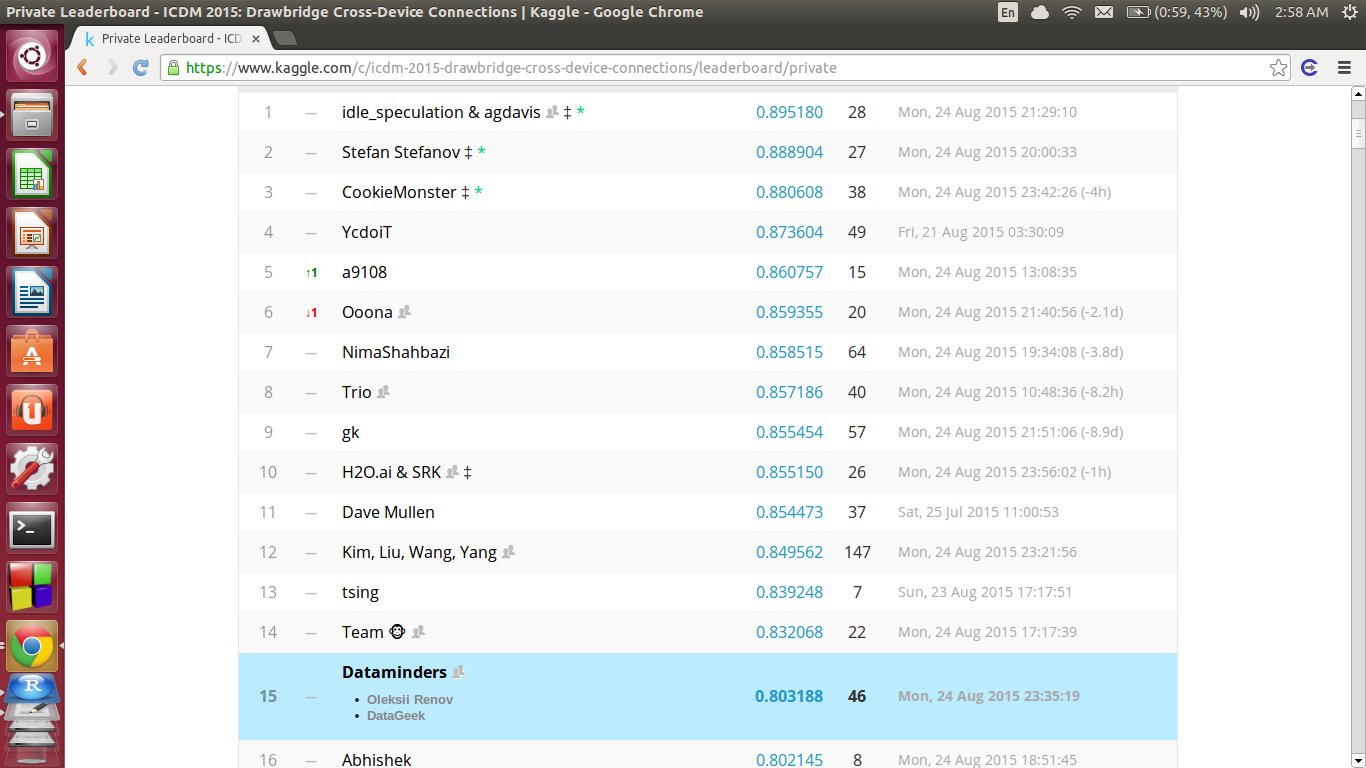 Private Leaderboard - ICDM 2015: Drawbridge Cross-Device Connections | Kaggle - Google Chrome En (0:59, 43%) 2:58 AM
k Private Leaderboard - ICD ×
https://www.kaggle.com/c/icdm-2015-drawbridge-cross-device-connections/leaderboard/private
1 — idle_speculation & agdavis ‡ * 0.895180 28 Mon, 24 Aug 2015 21:29:10
2 — Stefan Stefanov ‡ * 0.888904 27 Mon, 24 Aug 2015 20:00:33
3 — CookieMonster ‡ * 0.880608 38 Mon, 24 Aug 2015 23:42:26 (-4h)
4 — YcdoiT 0.873604 49 Fri, 21 Aug 2015 03:30:09
5 ↑1 a9108 0.860757 15 Mon, 24 Aug 2015 13:08:35
6 ↓1 Ooona 0.859355 20 Mon, 24 Aug 2015 21:40:56 (-2.1d)
7 — NimaShahbazi 0.858515 64 Mon, 24 Aug 2015 19:34:08 (-3.8d)
8 — Trio 0.857186 40 Mon, 24 Aug 2015 10:48:36 (-8.2h)
9 — gk 0.855454 57 Mon, 24 Aug 2015 21:51:06 (-8.9d)
10 — H2O.ai & SRK ‡ 0.855150 26 Mon, 24 Aug 2015 23:56:02 (-1h)
11 — Dave Mullen 0.854473 37 Sat, 25 Jul 2015 11:00:53
12 — Kim, Liu, Wang, Yang 0.849562 147 Mon, 24 Aug 2015 23:21:56
13 — tsing 0.839248 7 Sun, 23 Aug 2015 17:17:51
14 — Team 🐵 0.832068 22 Mon, 24 Aug 2015 17:17:39
15 — Dataminders 0.803188 46 Mon, 24 Aug 2015 23:35:19
• Oleksii Renov
• DataGeek
16 — Abhishek 0.802145 8 Mon, 24 Aug 2015 18:51:45